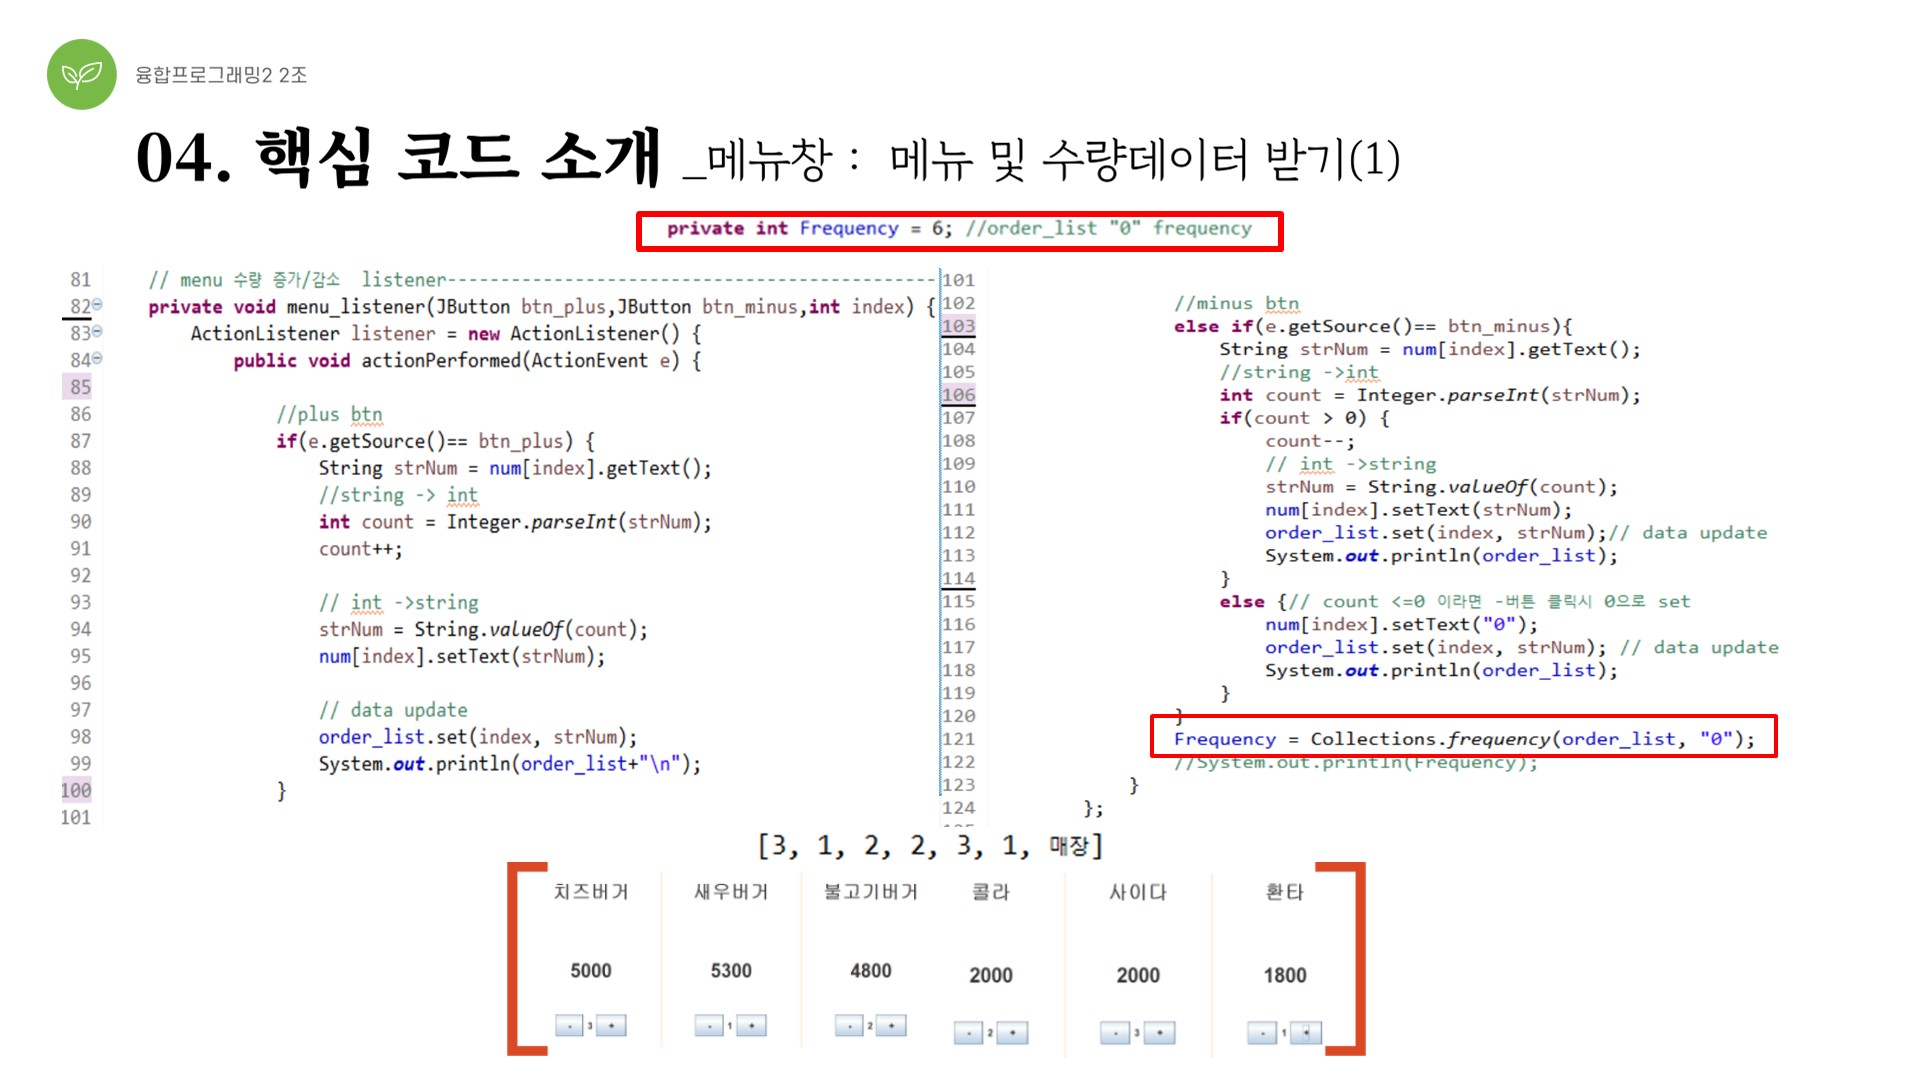 융합프로그래밍2 2조
04. 핵심 코드 소개 _메뉴창 : 메뉴 및 수량데이터 받기(1)
private int Frequency = 6; //order_list "0" frequency
81 // menu 수량 증가/감소 listener----------------------------------------------
82 private void menu_listener(JButton btn_plus,JButton btn_minus,int index) {
83 ActionListener listener = new ActionListener() {
84 public void actionPerformed(ActionEvent e) {
85
86 //plus btn
87 if(e.getSource()== btn_plus) {
88 String strNum = num[index].getText();
89 //string -> int
90 int count = Integer.parseInt(strNum);
91 count++;
92
93 // int ->string
94 strNum = String.valueOf(count);
95 num[index].setText(strNum);
96
97 // data update
98 order_list.set(index, strNum);
99 System.out.println(order_list+"\n");
100 }
101
101
102 //minus btn
103 else if(e.getSource()== btn_minus){
104 String strNum = num[index].getText();
105 //string ->int
106 int count = Integer.parseInt(strNum);
107 if(count > 0) {
108 count--;
109 // int ->string
110 strNum = String.valueOf(count);
111 num[index].setText(strNum);
112 order_list.set(index, strNum);// data update
113 System.out.println(order_list);
114 }
115 else {// count <=0 이라면 -버튼 클릭시 0으로 set
116 num[index].setText("0");
117 order_list.set(index, strNum); // data update
118 System.out.println(order_list);
119 }
120 }
121 Frequency = Collections.frequency(order_list, "0");
122 //System.out.println(Frequency);
123 }
124 };
[3, 1, 2, 2, 3, 1, 매장]
치즈버거 새우버거 불고기버거 콜라 사이다 환타
5000 5300 4800 2000 2000 1800
- 3 + - 1 + - 2 + - 2 + - 3 + - 1 +